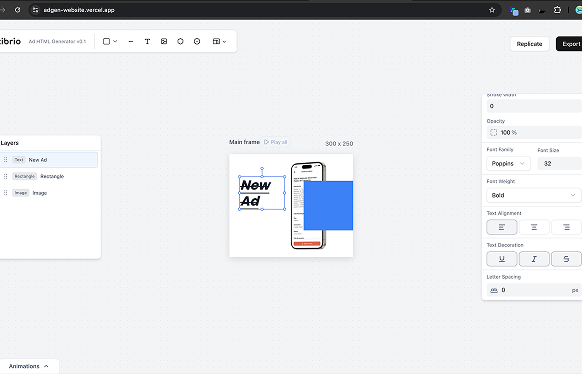 adgen-website.vercel.app
ibrio
Ad HTML Generator v0.1
Replicate
Export
Layers
Text New Ad
Rectangle Rectangle
Image Image
Main frame
Play all
300 x 250
New
Ad
Stroke Width
0
Opacity
100 %
Font Family
Font Size
Poppins
32
Font Weight
Bold
Text Alignment
Text Decoration
U I S
Letter Spacing
0 px
Animations